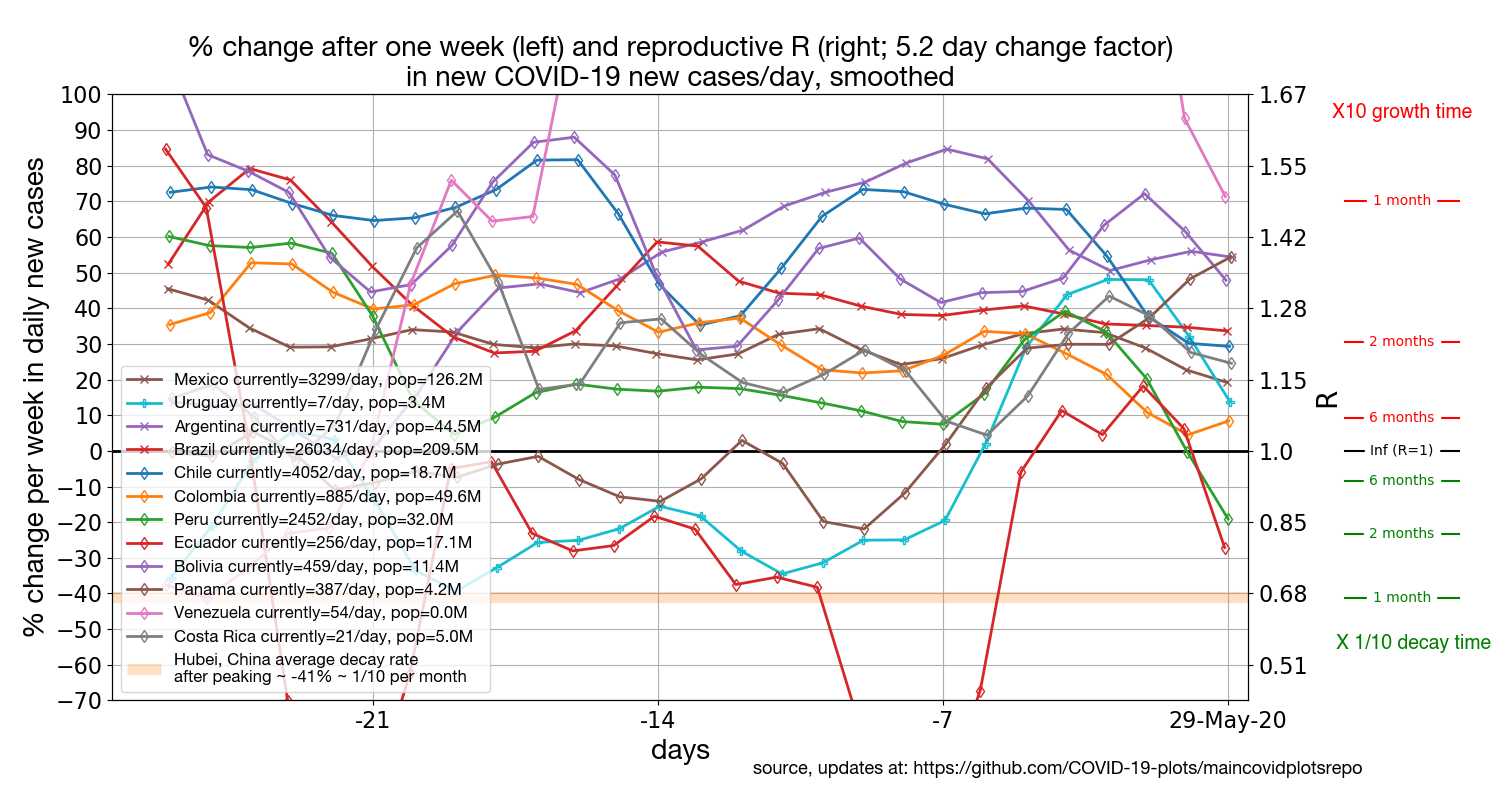 % change after one week (left) and reproductive R (right; 5.2 day change factor)
in new COVID-19 new cases/day, smoothed
% change per week in daily new cases
100
90
80
70
60
50
40
30
20
10
0
−10
−20
−30
−40
−50
−60
−70
Mexico currently=3299/day, pop=126.2M
Uruguay currently=7/day, pop=3.4M
Argentina currently=731/day, pop=44.5M
Brazil currently=26034/day, pop=209.5M
Chile currently=4052/day, pop=18.7M
Colombia currently=885/day, pop=49.6M
Peru currently=2452/day, pop=32.0M
Ecuador currently=256/day, pop=17.1M
Bolivia currently=459/day, pop=11.4M
Panama currently=387/day, pop=4.2M
Venezuela currently=54/day, pop=0.0M
Costa Rica currently=21/day, pop=5.0M
Hubei, China average decay rate
after peaking ~ -41% ~ 1/10 per month
-21
-14
-7
29-May-20
days
1.67
1.55
1.42
1.28
1.15
1.0
0.85
0.68
0.51
R
X10 growth time
1 month
2 months
6 months
Inf (R=1)
6 months
2 months
1 month
X 1/10 decay time
source, updates at: https://github.com/COVID-19-plots/maincovidplotsrepo